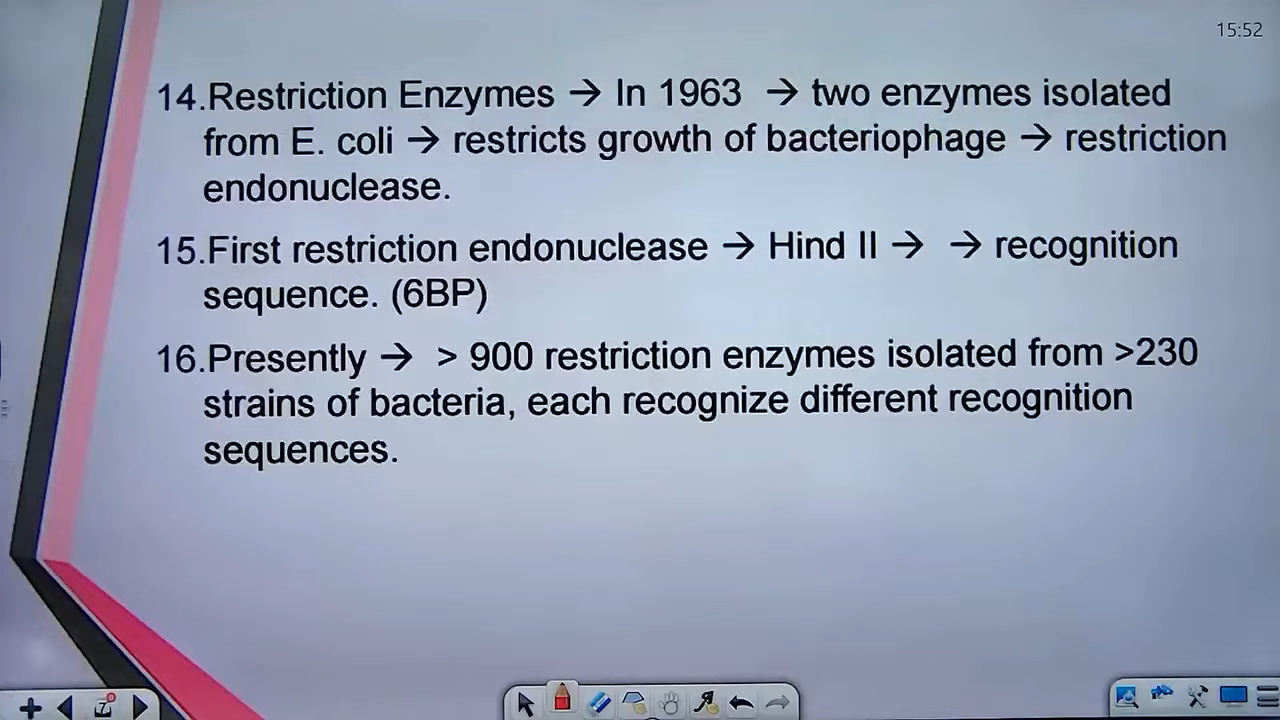 15:52
14.Restriction Enzymes → In 1963 → two enzymes isolated
from E. coli → restricts growth of bacteriophage → restriction
endonuclease.
15.First restriction endonuclease → Hind II → → recognition
sequence. (6BP)
16.Presently → > 900 restriction enzymes isolated from >230
strains of bacteria, each recognize different recognition
sequences.